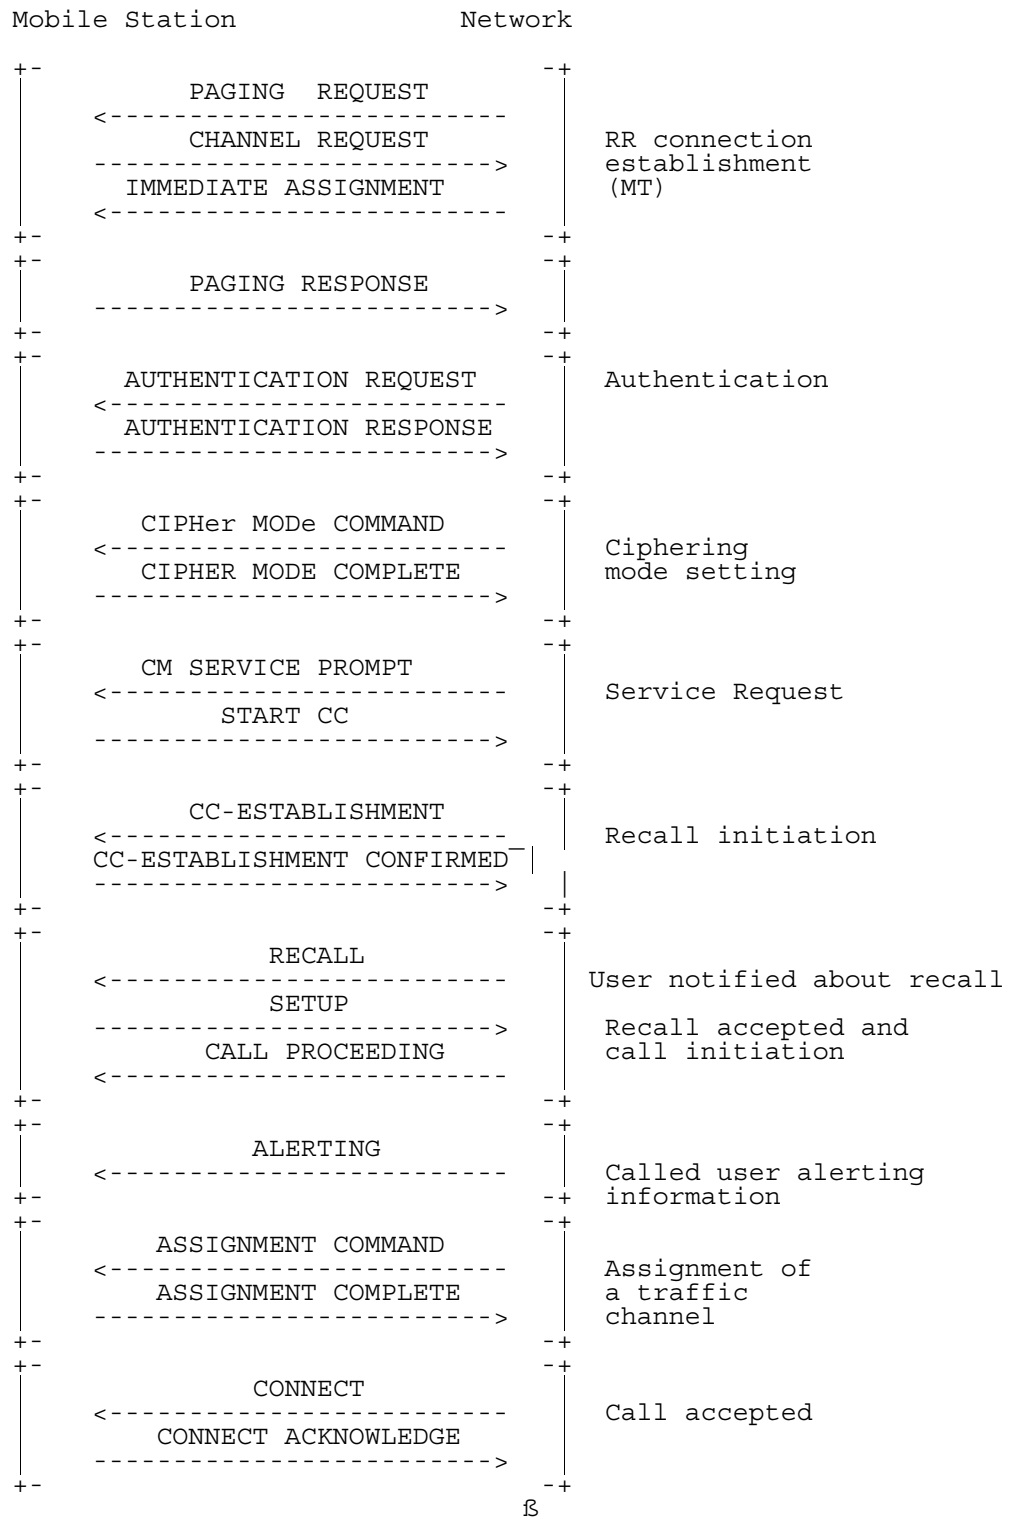 Mobile Station Network
PAGING REQUEST
CHANNEL REQUEST RR connection
establishment
IMMEDIATE ASSIGNMENT (MT)
PAGING RESPONSE
AUTHENTICATION REQUEST Authentication
AUTHENTICATION RESPONSE
CIPHer MODe COMMAND
Ciphering
CIPHER MODE COMPLETE mode setting
CM SERVICE PROMPT
Service Request
START CC
CC-ESTABLISHMENT
Recall initiation
CC-ESTABLISHMENT CONFIRMED
RECALL
User notified about recall
SETUP
Recall accepted and
CALL PROCEEDING call initiation
ALERTING
Called user alerting
information
ASSIGNMENT COMMAND
Assignment of
ASSIGNMENT COMPLETE a traffic
channel
CONNECT
Call accepted
CONNECT ACKNOWLEDGE
ß